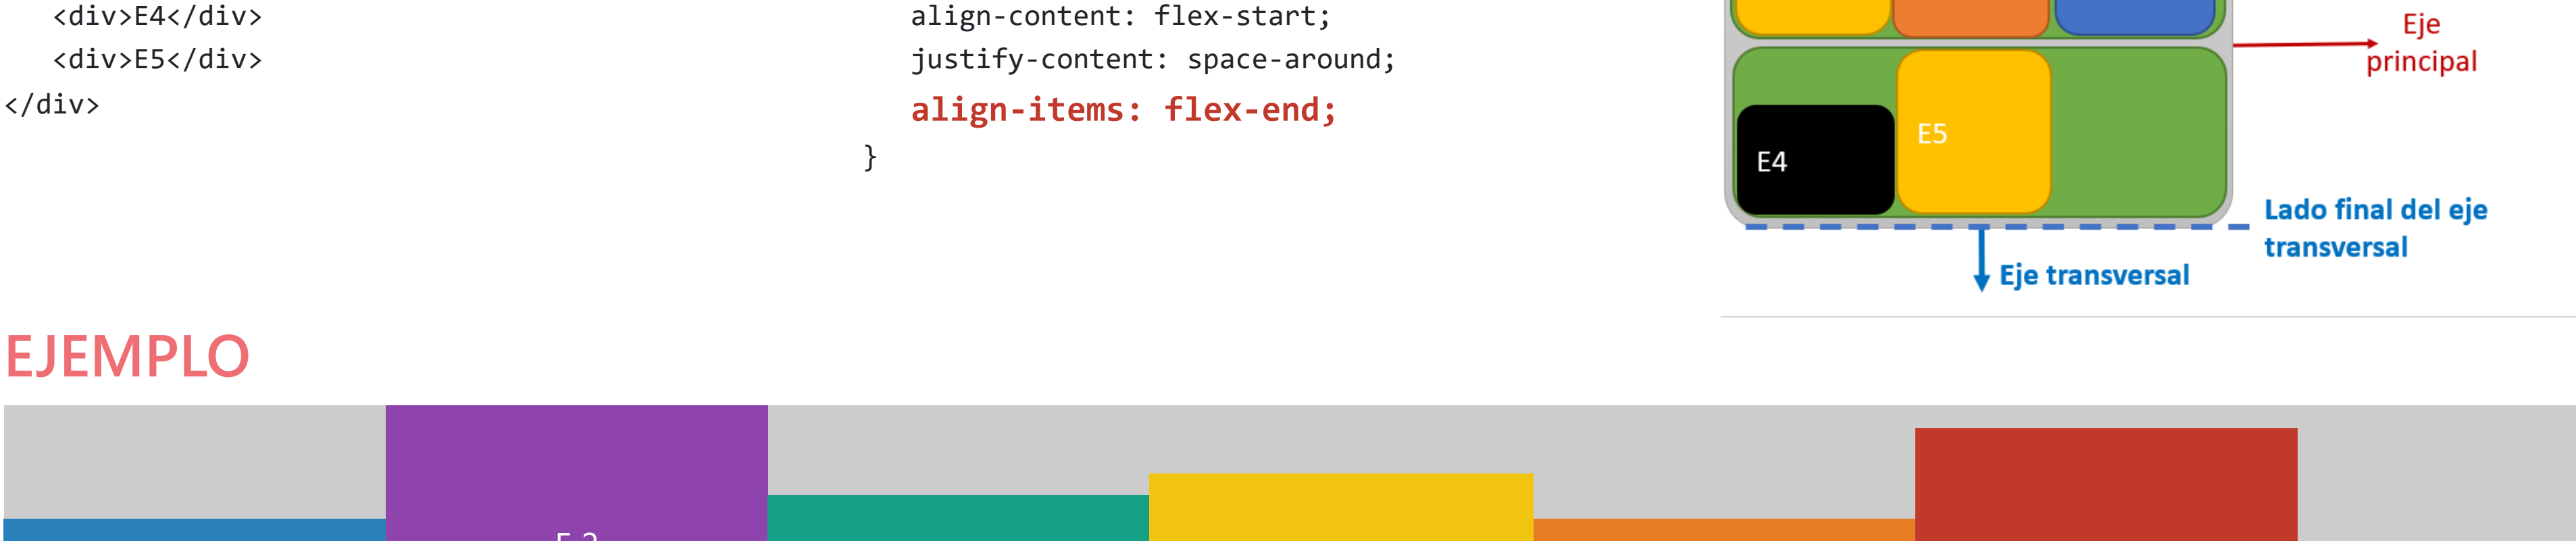 <div>E4</div>
<div>E5</div>
</div>
align-content: flex-start;
justify-content: space-around;
align-items: flex-end;
}
Eje
principal
E4
E5
Lado final del eje
transversal
Eje transversal
EJEMPLO